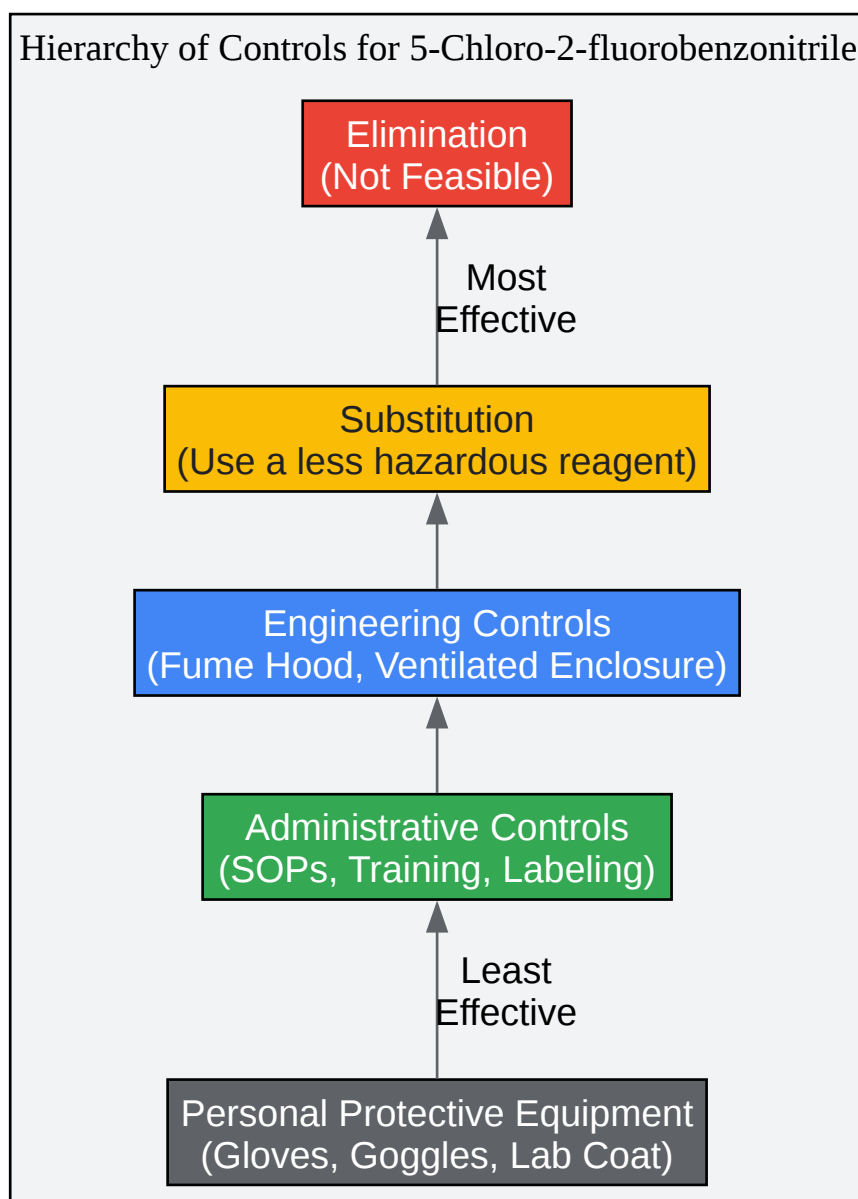 Hierarchy of Controls for 5-Chloro-2-fluorobenzonitrile
Elimination
(Not Feasible)
Most
Effective
Substitution
(Use a less hazardous reagent)
Engineering Controls
(Fume Hood, Ventilated Enclosure)
Administrative Controls
(SOPs, Training, Labeling)
Least
Effective
Personal Protective Equipment
(Gloves, Goggles, Lab Coat)